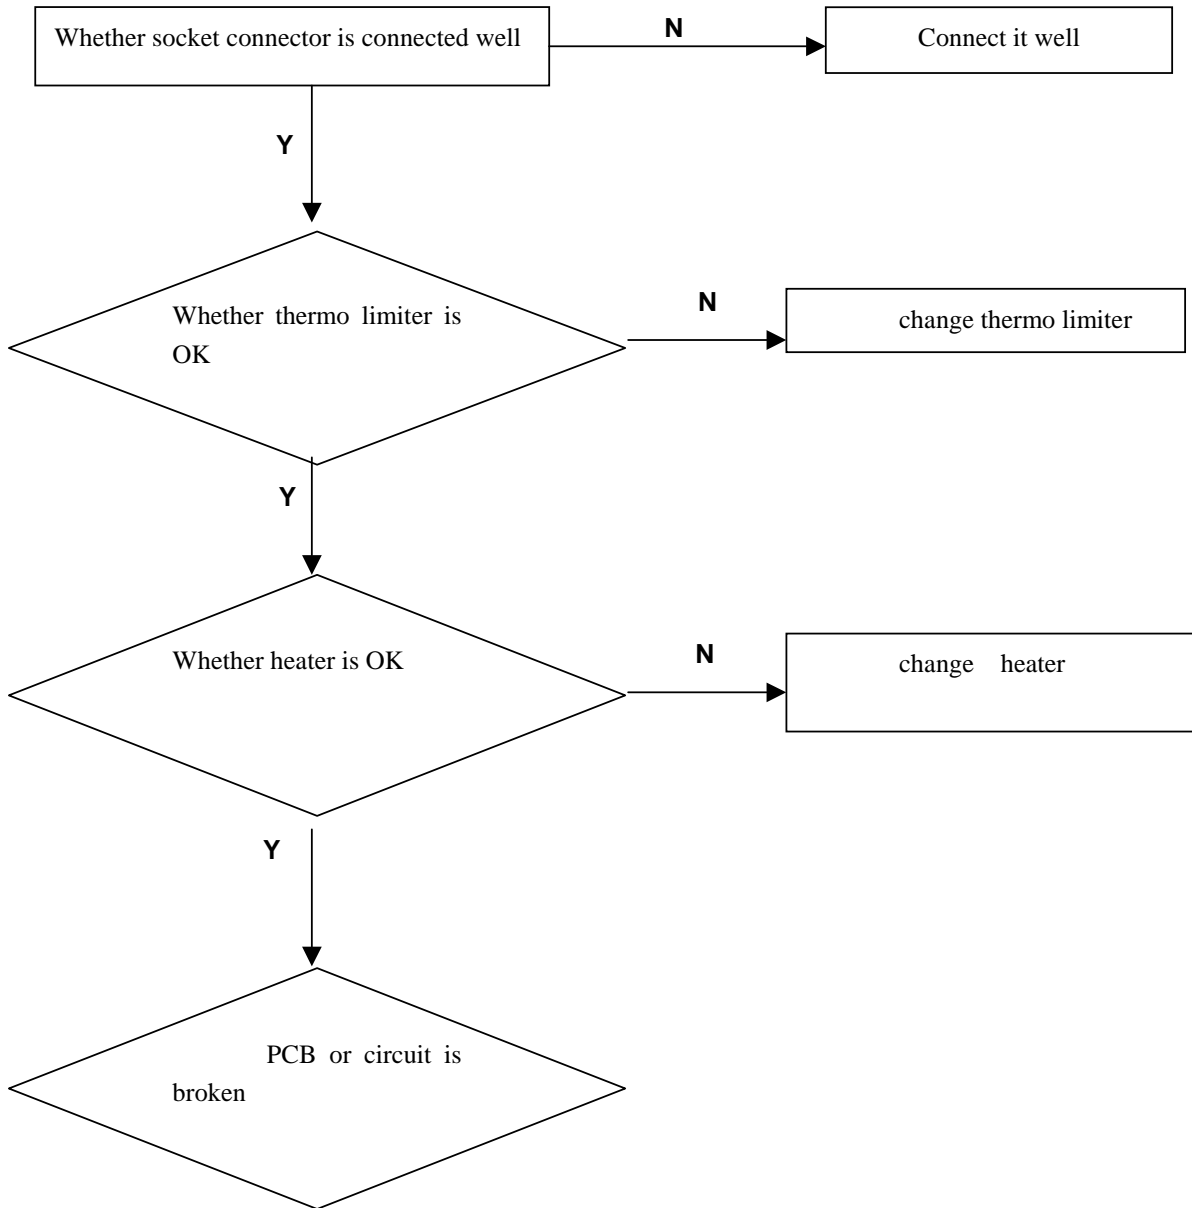 Whether socket connector is connected well
N
Connect it well
Y
Whether thermo limiter is
OK
N
change thermo limiter
Y
Whether heater is OK
N
change heater
Y
PCB or circuit is
broken